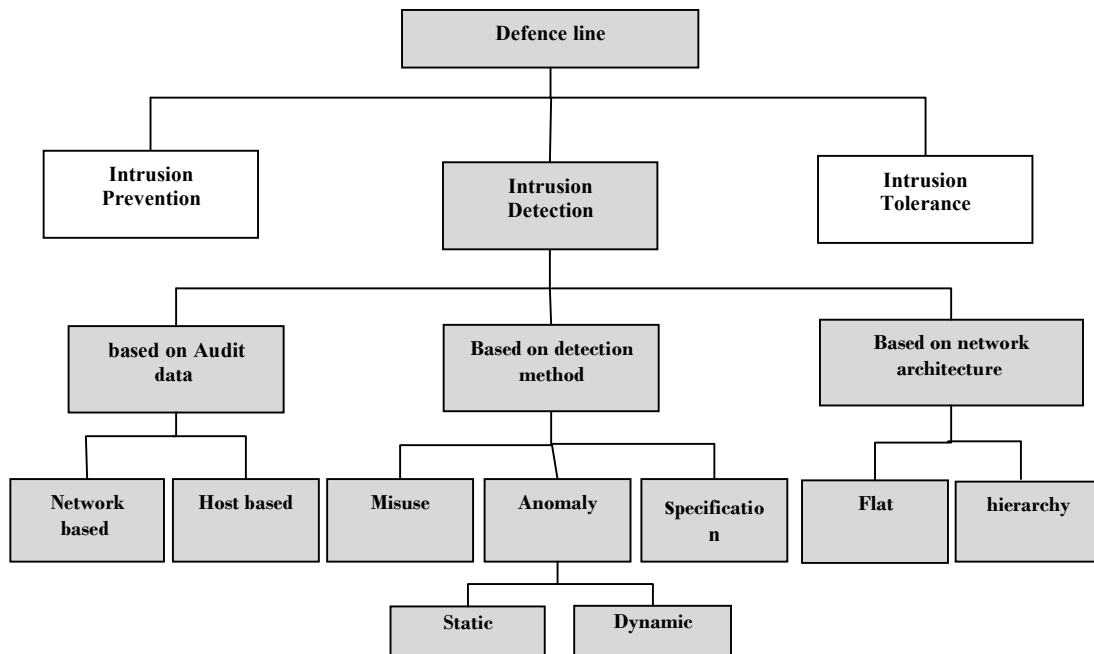 Defence line
Intrusion
Prevention
Intrusion
Detection
Intrusion
Tolerance
based on Audit
data
Based on detection
method
Based on network
architecture
Network
based
Host based
Misuse
Anomaly
Specificatio
n
Flat
hierarchy
Static
Dynamic